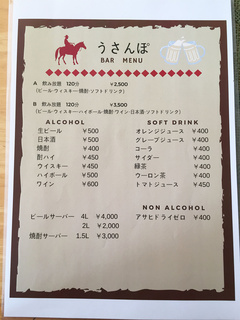 うさんぽ
BAR MENU
A 飲み放題 120分 ¥2,500
(ビール・ウィスキー・焼酎・ソフトドリンク)
B 飲み放題 120分 ¥3,500
(ビール・ウィスキー・ハイボール・焼酎・ワイン・日本酒・ソフトドリンク)
ALCOHOL
生ビール ¥500
日本酒 ¥500
焼酎 ¥400
酎ハイ ¥450
ウイスキー ¥450
ハイボール ¥500
ワイン ¥600
ビールサーバー 4L ¥4,000
2L ¥2,000
焼酎サーバー 1.5L ¥3,000
SOFT DRINK
オレンジジュース ¥400
グレープジュース ¥400
コーラ ¥400
サイダー ¥400
緑茶 ¥400
ウーロン茶 ¥400
トマトジュース ¥450
NON ALCOHOL
アサヒドライゼロ ¥400